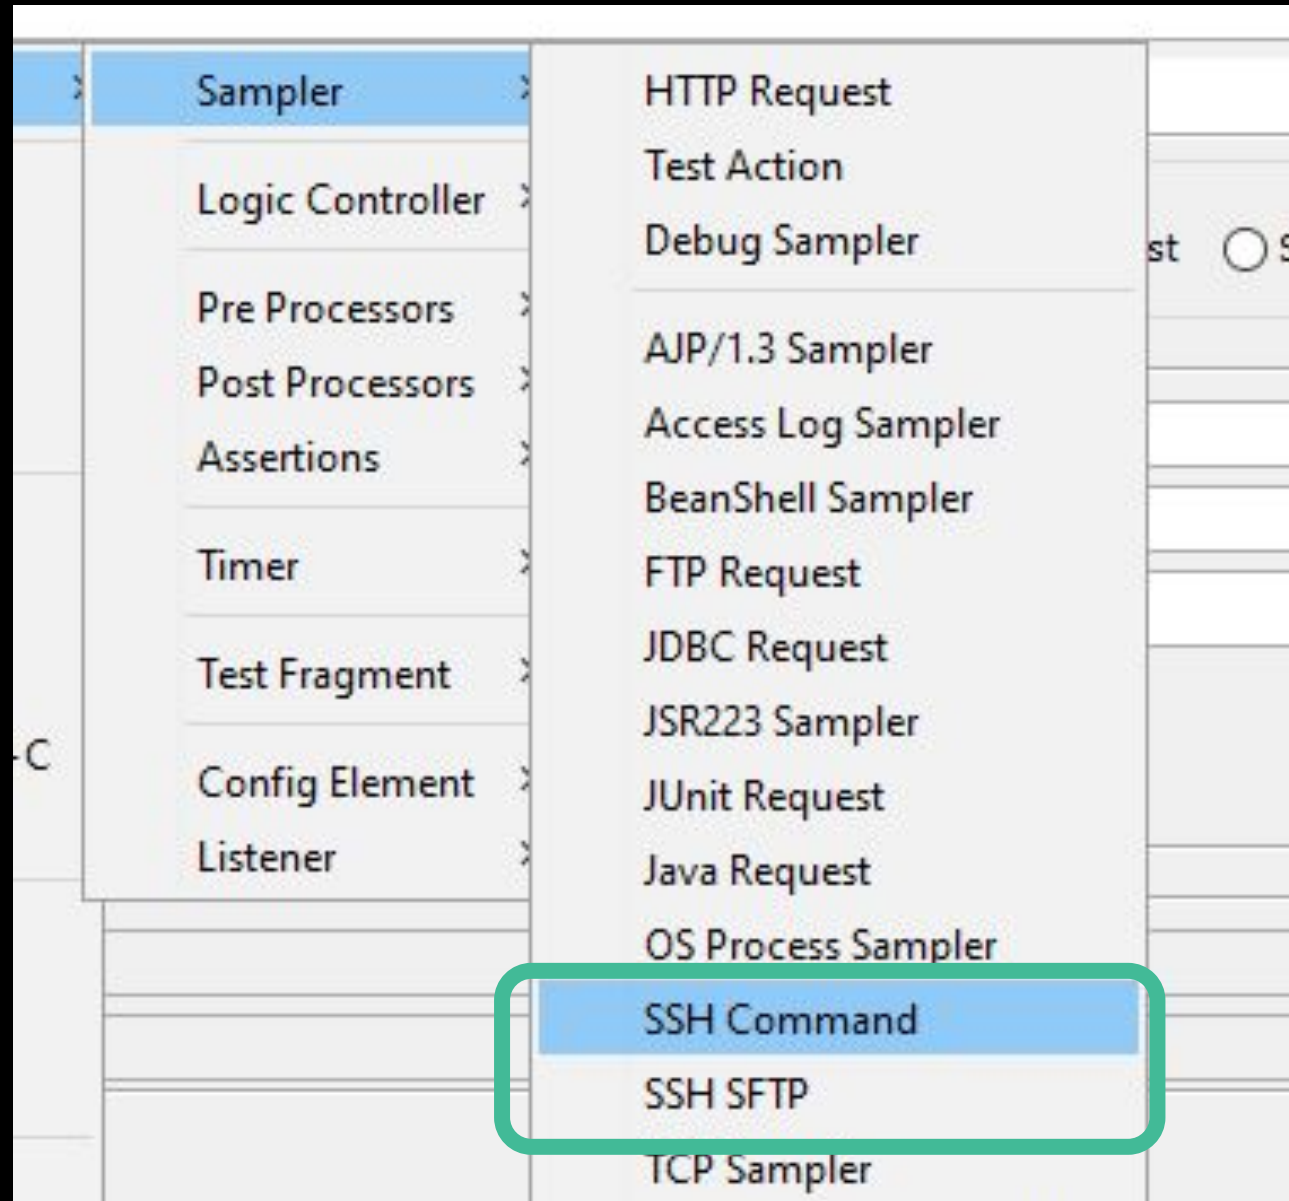 Sampler
Logic Controller
Pre Processors
Post Processors
Assertions
Timer
Test Fragment
Config Element
Listener
-C
HTTP Request
Test Action
Debug Sampler
AJP/1.3 Sampler
Access Log Sampler
BeanShell Sampler
FTP Request
JDBC Request
JSR223 Sampler
JUnit Request
Java Request
OS Process Sampler
SSH Command
SSH SFTP
TCP Sampler
st